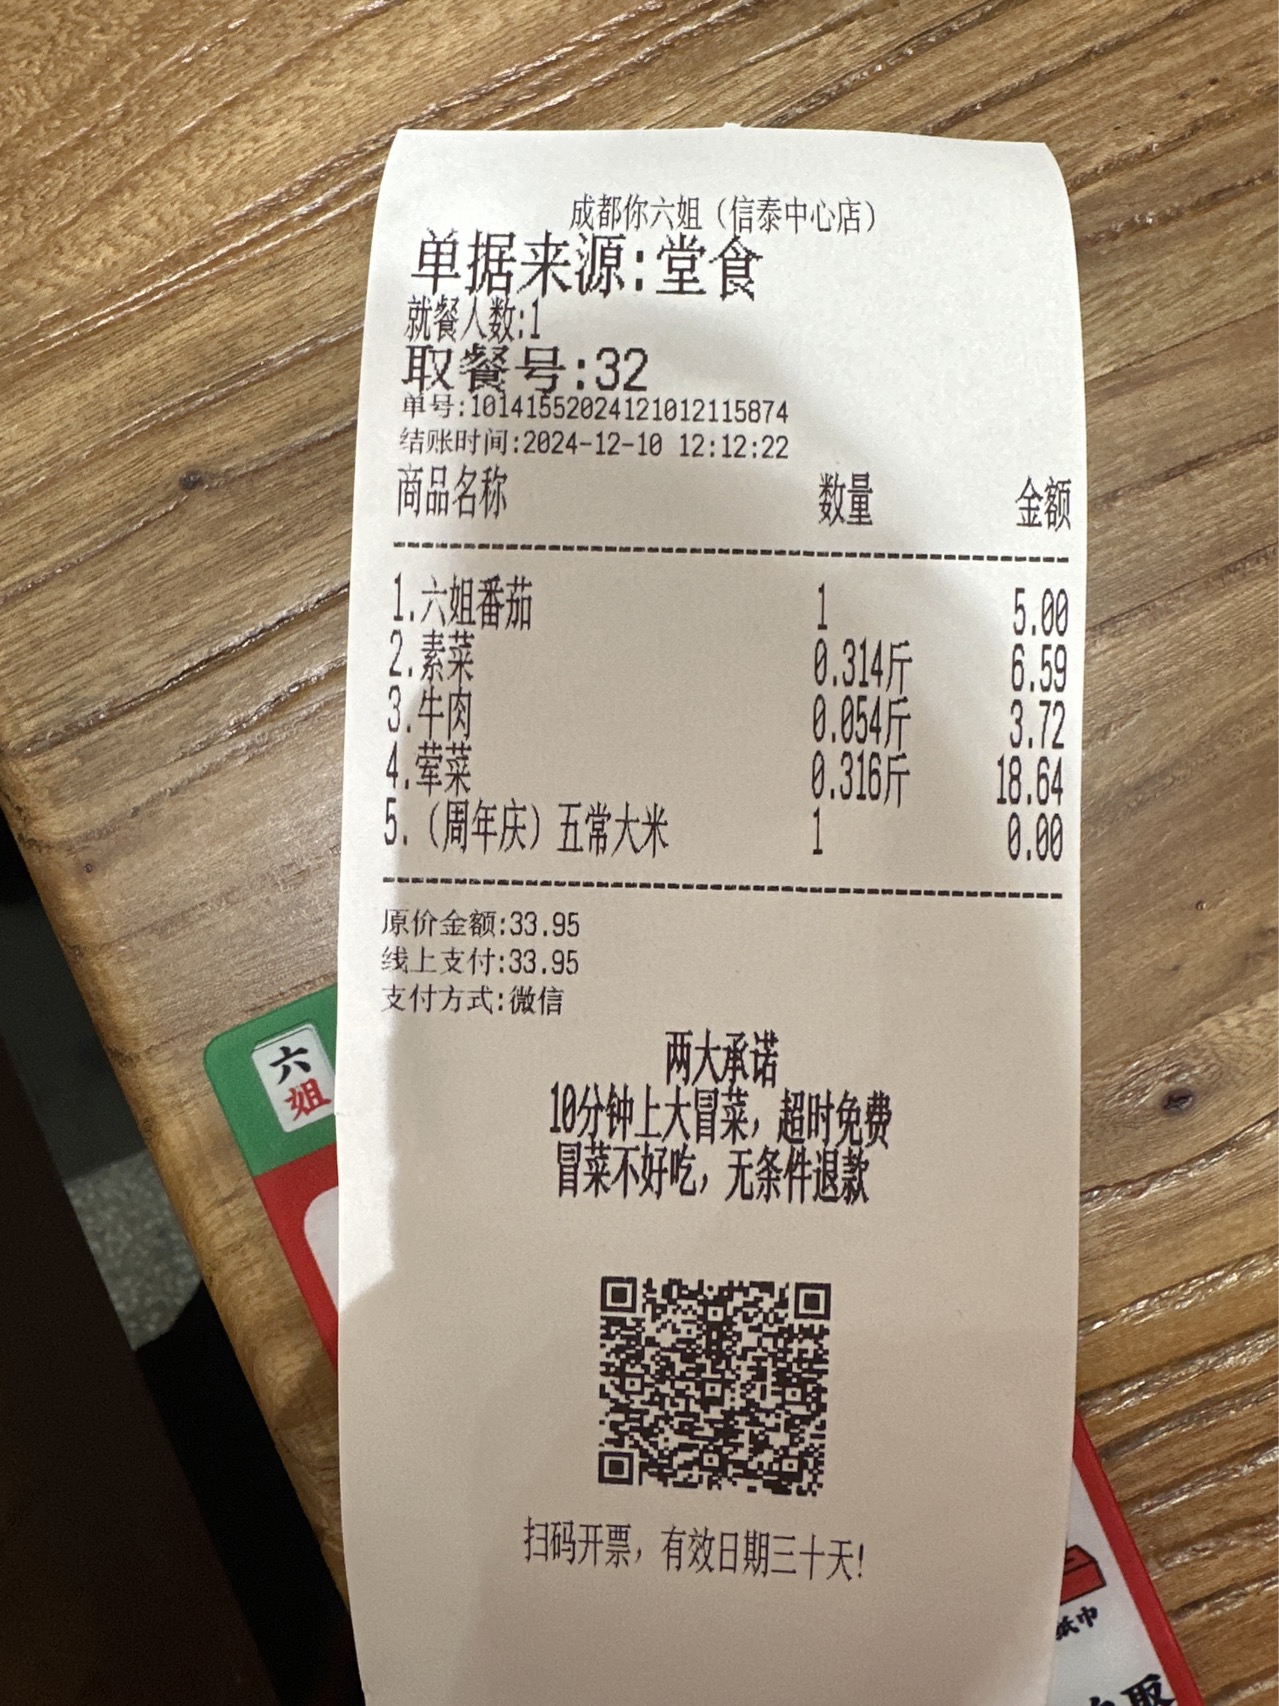 成都你六姐（信泰中心店）
单据来源:堂食
就餐人数:1
取餐号:32
单号:10141552024121012115874
结账时间:2024-12-10 12:12:22
商品名称 数量 金额
1.六姐番茄 1 5.00
2.素菜 0.314斤 6.59
3.牛肉 0.054斤 3.72
4.荤菜 0.316斤 18.64
5.（周年庆）五常大米 1 0.00
原价金额:33.95
线上支付:33.95
支付方式:微信
两大承诺
10分钟上大冒菜，超时免费
冒菜不好吃，无条件退款
扫码开票，有效日期三十天!
六
姐
纸巾
取